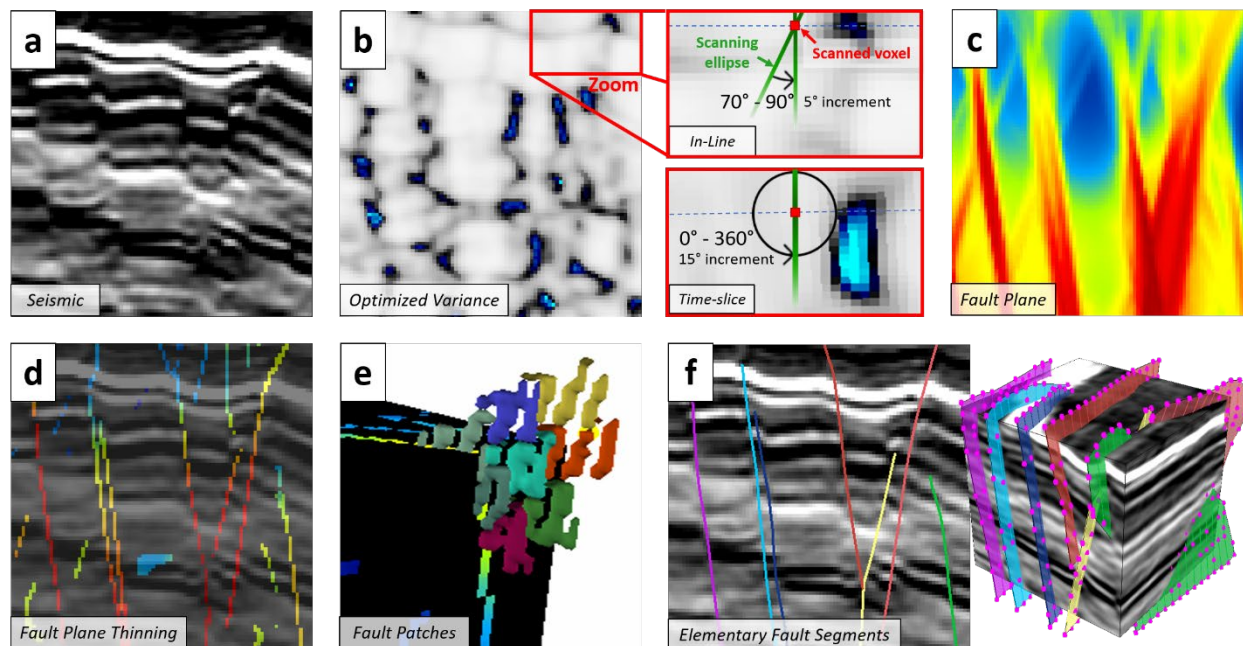 a
Seismic
b
Optimized Variance
Zoom
Scanning
ellipse
Scanned voxel
70° - 90° 5° increment
In-Line
0° - 360°
15° increment
Time-slice
c
Fault Plane
d
Fault Plane Thinning
e
Fault Patches
f
Elementary Fault Segments